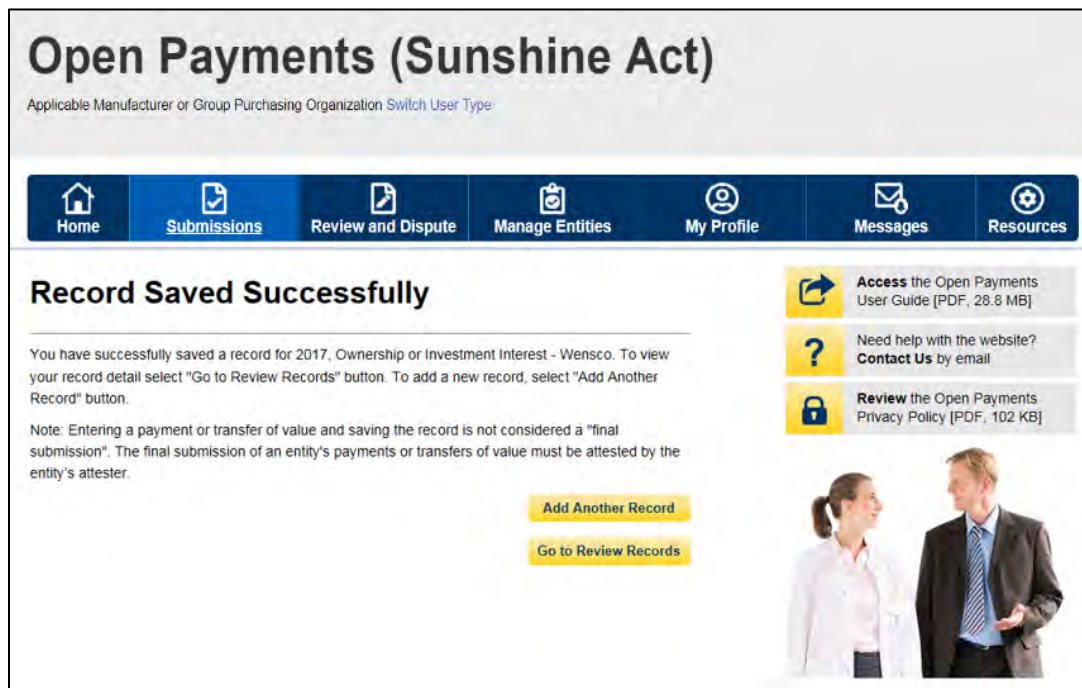 Open Payments (Sunshine Act)
Applicable Manufacturer or Group Purchasing Organization Switch User Type
Home
Submissions
Review and Dispute
Manage Entities
My Profile
Messages
Resources
Record Saved Successfully
You have successfully saved a record for 2017, Ownership or Investment Interest - Wensco. To view
your record detail select "Go to Review Records" button. To add a new record, select "Add Another
Record" button.
Note: Entering a payment or transfer of value and saving the record is not considered a "final
submission". The final submission of an entity's payments or transfers of value must be attested by the
entity's attester.
Add Another Record
Go to Review Records
Access the Open Payments
User Guide [PDF, 28.8 MB]
?
Need help with the website?
Contact Us by email
Review the Open Payments
Privacy Policy [PDF, 102 KB]